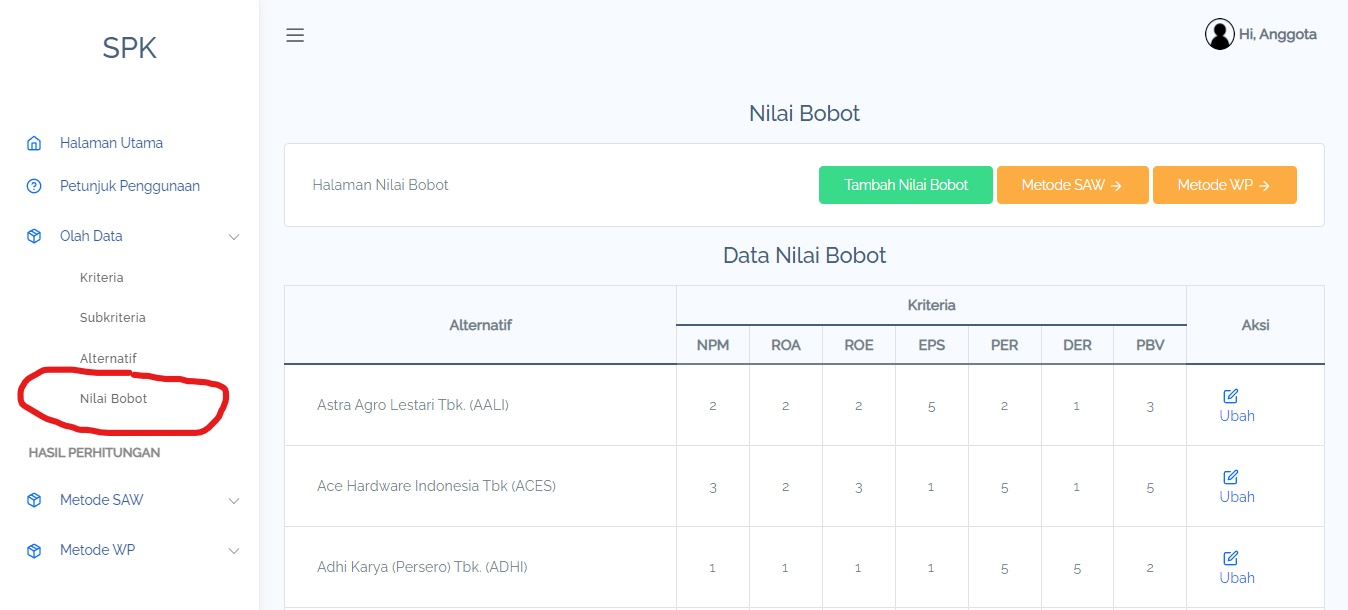 SPK
Hi, Anggota
Halaman Utama
Petunjuk Penggunaan
Olah Data
Kriteria
Subkriteria
Alternatif
Nilai Bobot
HASIL PERHITUNGAN
Metode SAW
Metode WP
Nilai Bobot
Halaman Nilai Bobot
Tambah Nilai Bobot
Metode SAW →
Metode WP →
Data Nilai Bobot
Alternatif Kriteria Aksi
NPM ROA ROE EPS PER DER PBV
Astra Agro Lestari Tbk. (AALI) 2 2 2 5 2 1 3 Ubah
Ace Hardware Indonesia Tbk (ACES) 3 2 3 1 5 1 5 Ubah
Adhi Karya (Persero) Tbk. (ADHI) 1 1 1 1 5 5 2 Ubah